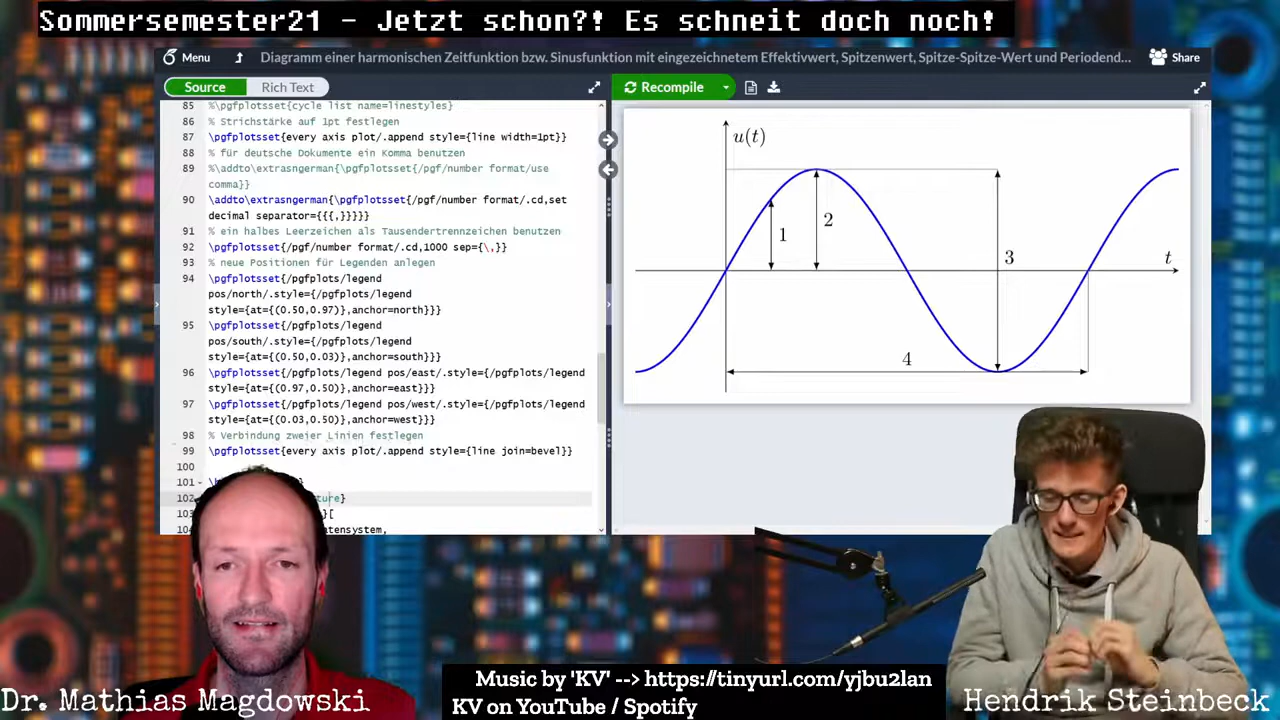 Sommersemester21 - Jetzt schon?! Es schneit doch noch!
Menu
Diagramm einer harmonischen Zeitfunktion bzw. Sinusfunktion mit eingezeichnetem Effektivwert, Spitzenwert, Spitze-Spitze-Wert und Periodend...
Share
Source
Rich Text
Recompile
85 %\pgfplotsset{cycle list name=linestyles}
86 % Strichstärke auf 1pt festlegen
87 \pgfplotsset{every axis plot/.append style={line width=1pt}}
88 % für deutsche Dokumente ein Komma benutzen
89 %\addto\extrasngerman{\pgfplotsset{/pgf/number format/use
comma}}
90 \addto\extrasngerman{\pgfplotsset{/pgf/number format/.cd,set
decimal separator={{{,}}}}}
91 % ein halbes Leerzeichen als Tausendertrennzeichen benutzen
92 \pgfplotsset{/pgf/number format/.cd,1000 sep={\,}}
93 % neue Positionen für Legenden anlegen
94 \pgfplotsset{/pgfplots/legend
pos/north/.style={/pgfplots/legend
style={at={(0.50,0.97)},anchor=north}}}
95 \pgfplotsset{/pgfplots/legend
pos/south/.style={/pgfplots/legend
style={at={(0.50,0.03)},anchor=south}}}
96 \pgfplotsset{/pgfplots/legend pos/east/.style={/pgfplots/legend
style={at={(0.97,0.50)},anchor=east}}}
97 \pgfplotsset{/pgfplots/legend pos/west/.style={/pgfplots/legend
style={at={(0.03,0.50)},anchor=west}}}
98 % Verbindung zweier Linien festlegen
99 \pgfplotsset{every axis plot/.append style={line join=bevel}}
100
101
102 ture}
103 }[
104 tensystem,
u(t)
1
2
3
t
4
Music by 'KV' --> https://tinyurl.com/yjbu2lan
KV on YouTube / Spotify
Dr. Mathias Magdowski
Hendrik Steinbeck